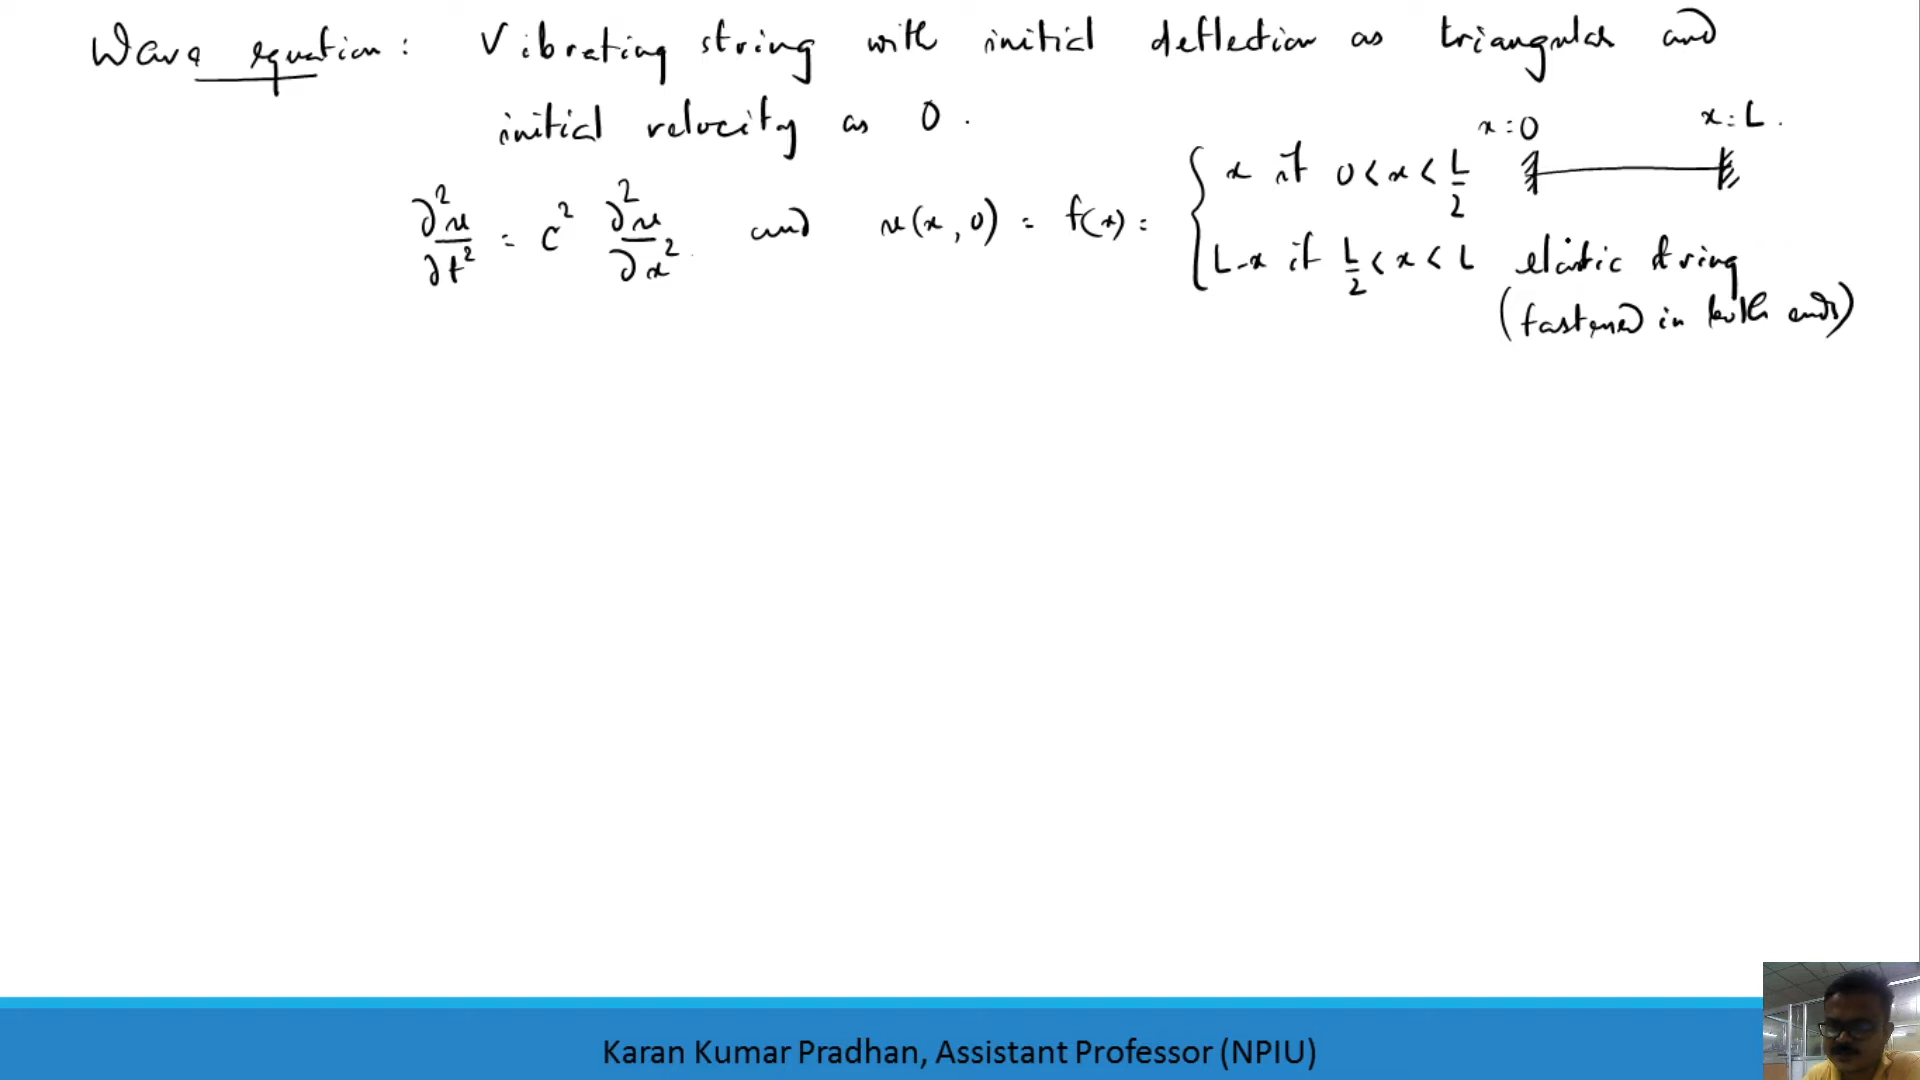 Wave equation: Vibrating string with initial deflection as triangular and
initial velocity as 0.
x=0 x=L.
∂²u/∂t² = c² ∂²u/∂x² and u(x,0) = f(x) = { x if 0<x<L/2
L-x if L/2<x<L elastic string
(fastened in both ends)
Karan Kumar Pradhan, Assistant Professor (NPIU)